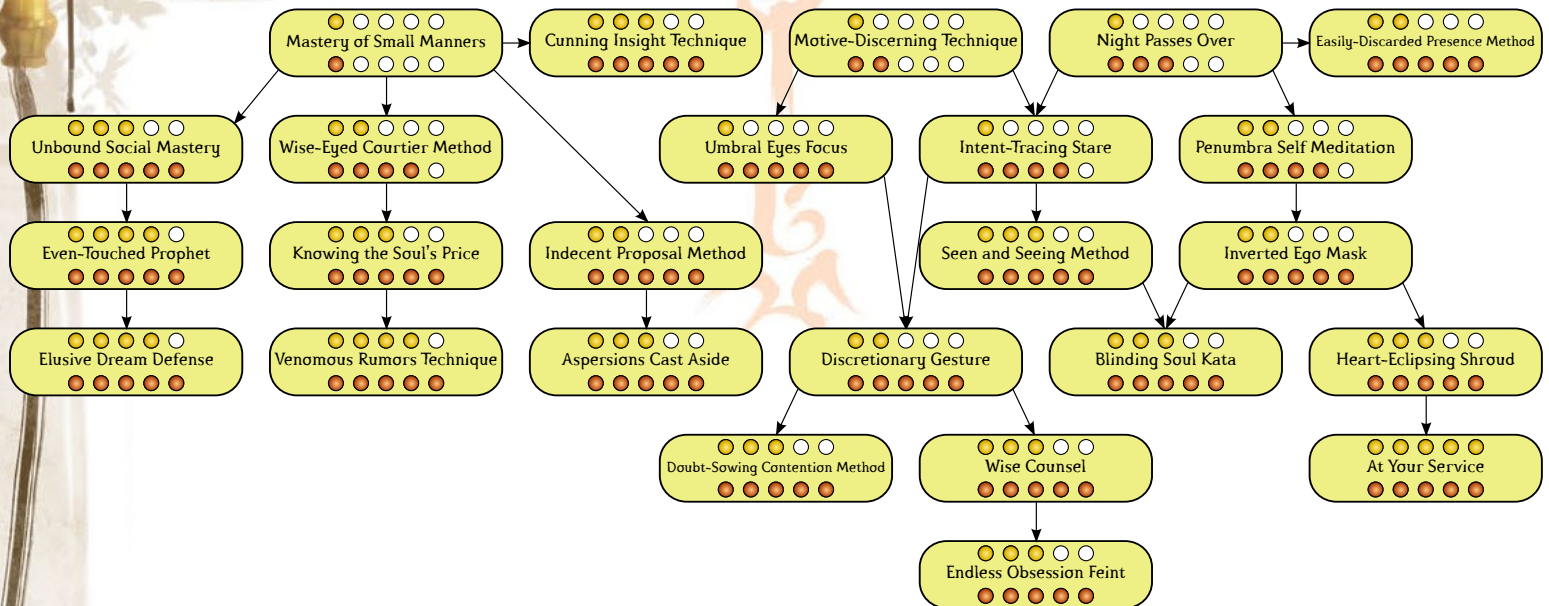 Mastery of Small Manners
Cunning Insight Technique
Motive-Discerning Technique
Night Passes Over
Easily-Discarded Presence Method
Unbound Social Mastery
Wise-Eyed Courtier Method
Umbral Eyes Focus
Intent-Tracing Stare
Penumbra Self Meditation
Even-Touched Prophet
Knowing the Soul's Price
Indecent Proposal Method
Seen and Seeing Method
Inverted Ego Mask
Elusive Dream Defense
Venomous Rumors Technique
Aspersions Cast Aside
Discretionary Gesture
Blinding Soul Kata
Heart-Eclipsing Shroud
Doubt-Sowing Contention Method
Wise Counsel
At Your Service
Endless Obsession Feint